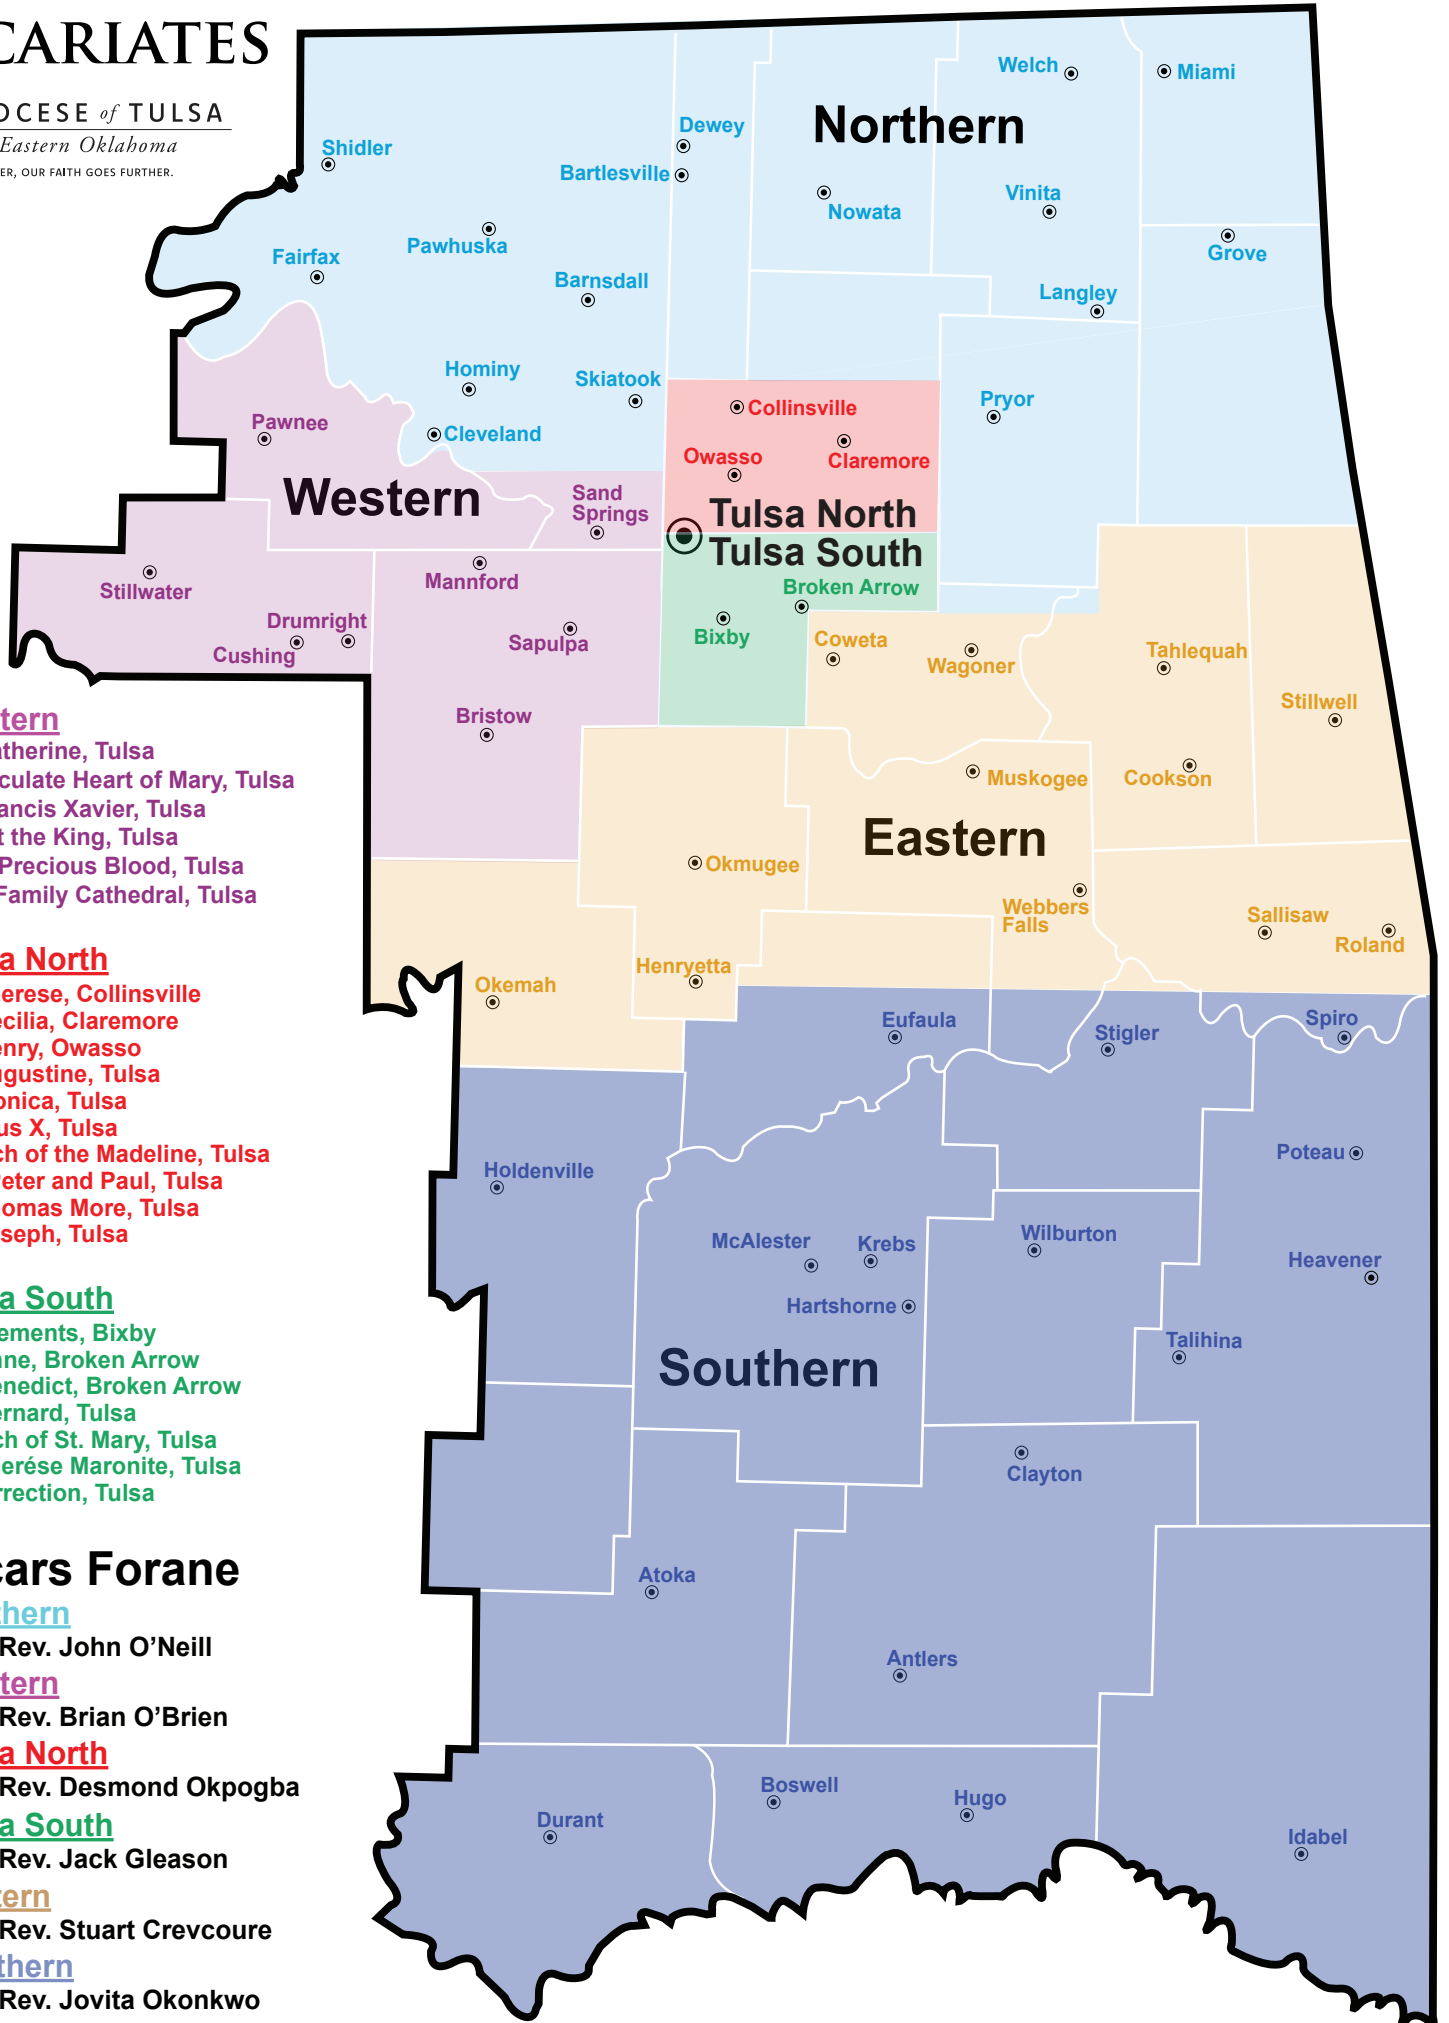 CARIATES
OCESE of TULSA
Eastern Oklahoma
ER, OUR FAITH GOES FURTHER.
Northern
Welch
Miami
Dewey
Shidler
Bartlesville
Nowata
Vinita
Pawhuska
Fairfax
Grove
Barnsdall
Langley
Hominy
Skiatook
Pryor
Cleveland
Collinsville
Owasso
Claremore
Pawnee
Western
Sand
Springs
Tulsa North
Tulsa South
Stillwater
Mannford
Broken Arrow
Drumright
Cushing
Sapulpa
Bixby
Coweta
Wagoner
Tahlequah
Stillwell
Bristow
Muskogee
Cookson
Eastern
Okmugee
Webbers
Falls
Sallisaw
Roland
Henryetta
Okemah
Eufaula
Stigler
Spiro
Poteau
Holdenville
McAlester
Krebs
Wilburton
Heavener
Hartshorne
Talihina
Southern
Clayton
Atoka
Antlers
Boswell
Hugo
Durant
Idabel
tern
atherine, Tulsa
culate Heart of Mary, Tulsa
ancis Xavier, Tulsa
t the King, Tulsa
Precious Blood, Tulsa
Family Cathedral, Tulsa
a North
erese, Collinsville
ecilia, Claremore
enry, Owasso
ugustine, Tulsa
onica, Tulsa
us X, Tulsa
ch of the Madeline, Tulsa
Peter and Paul, Tulsa
homas More, Tulsa
seph, Tulsa
a South
ements, Bixby
nne, Broken Arrow
enedict, Broken Arrow
ernard, Tulsa
ch of St. Mary, Tulsa
herése Maronite, Tulsa
rrection, Tulsa
cars Forane
thern
Rev. John O’Neill
tern
Rev. Brian O’Brien
a North
Rev. Desmond Okpogba
a South
Rev. Jack Gleason
tern
Rev. Stuart Crevcoure
thern
Rev. Jovita Okonkwo